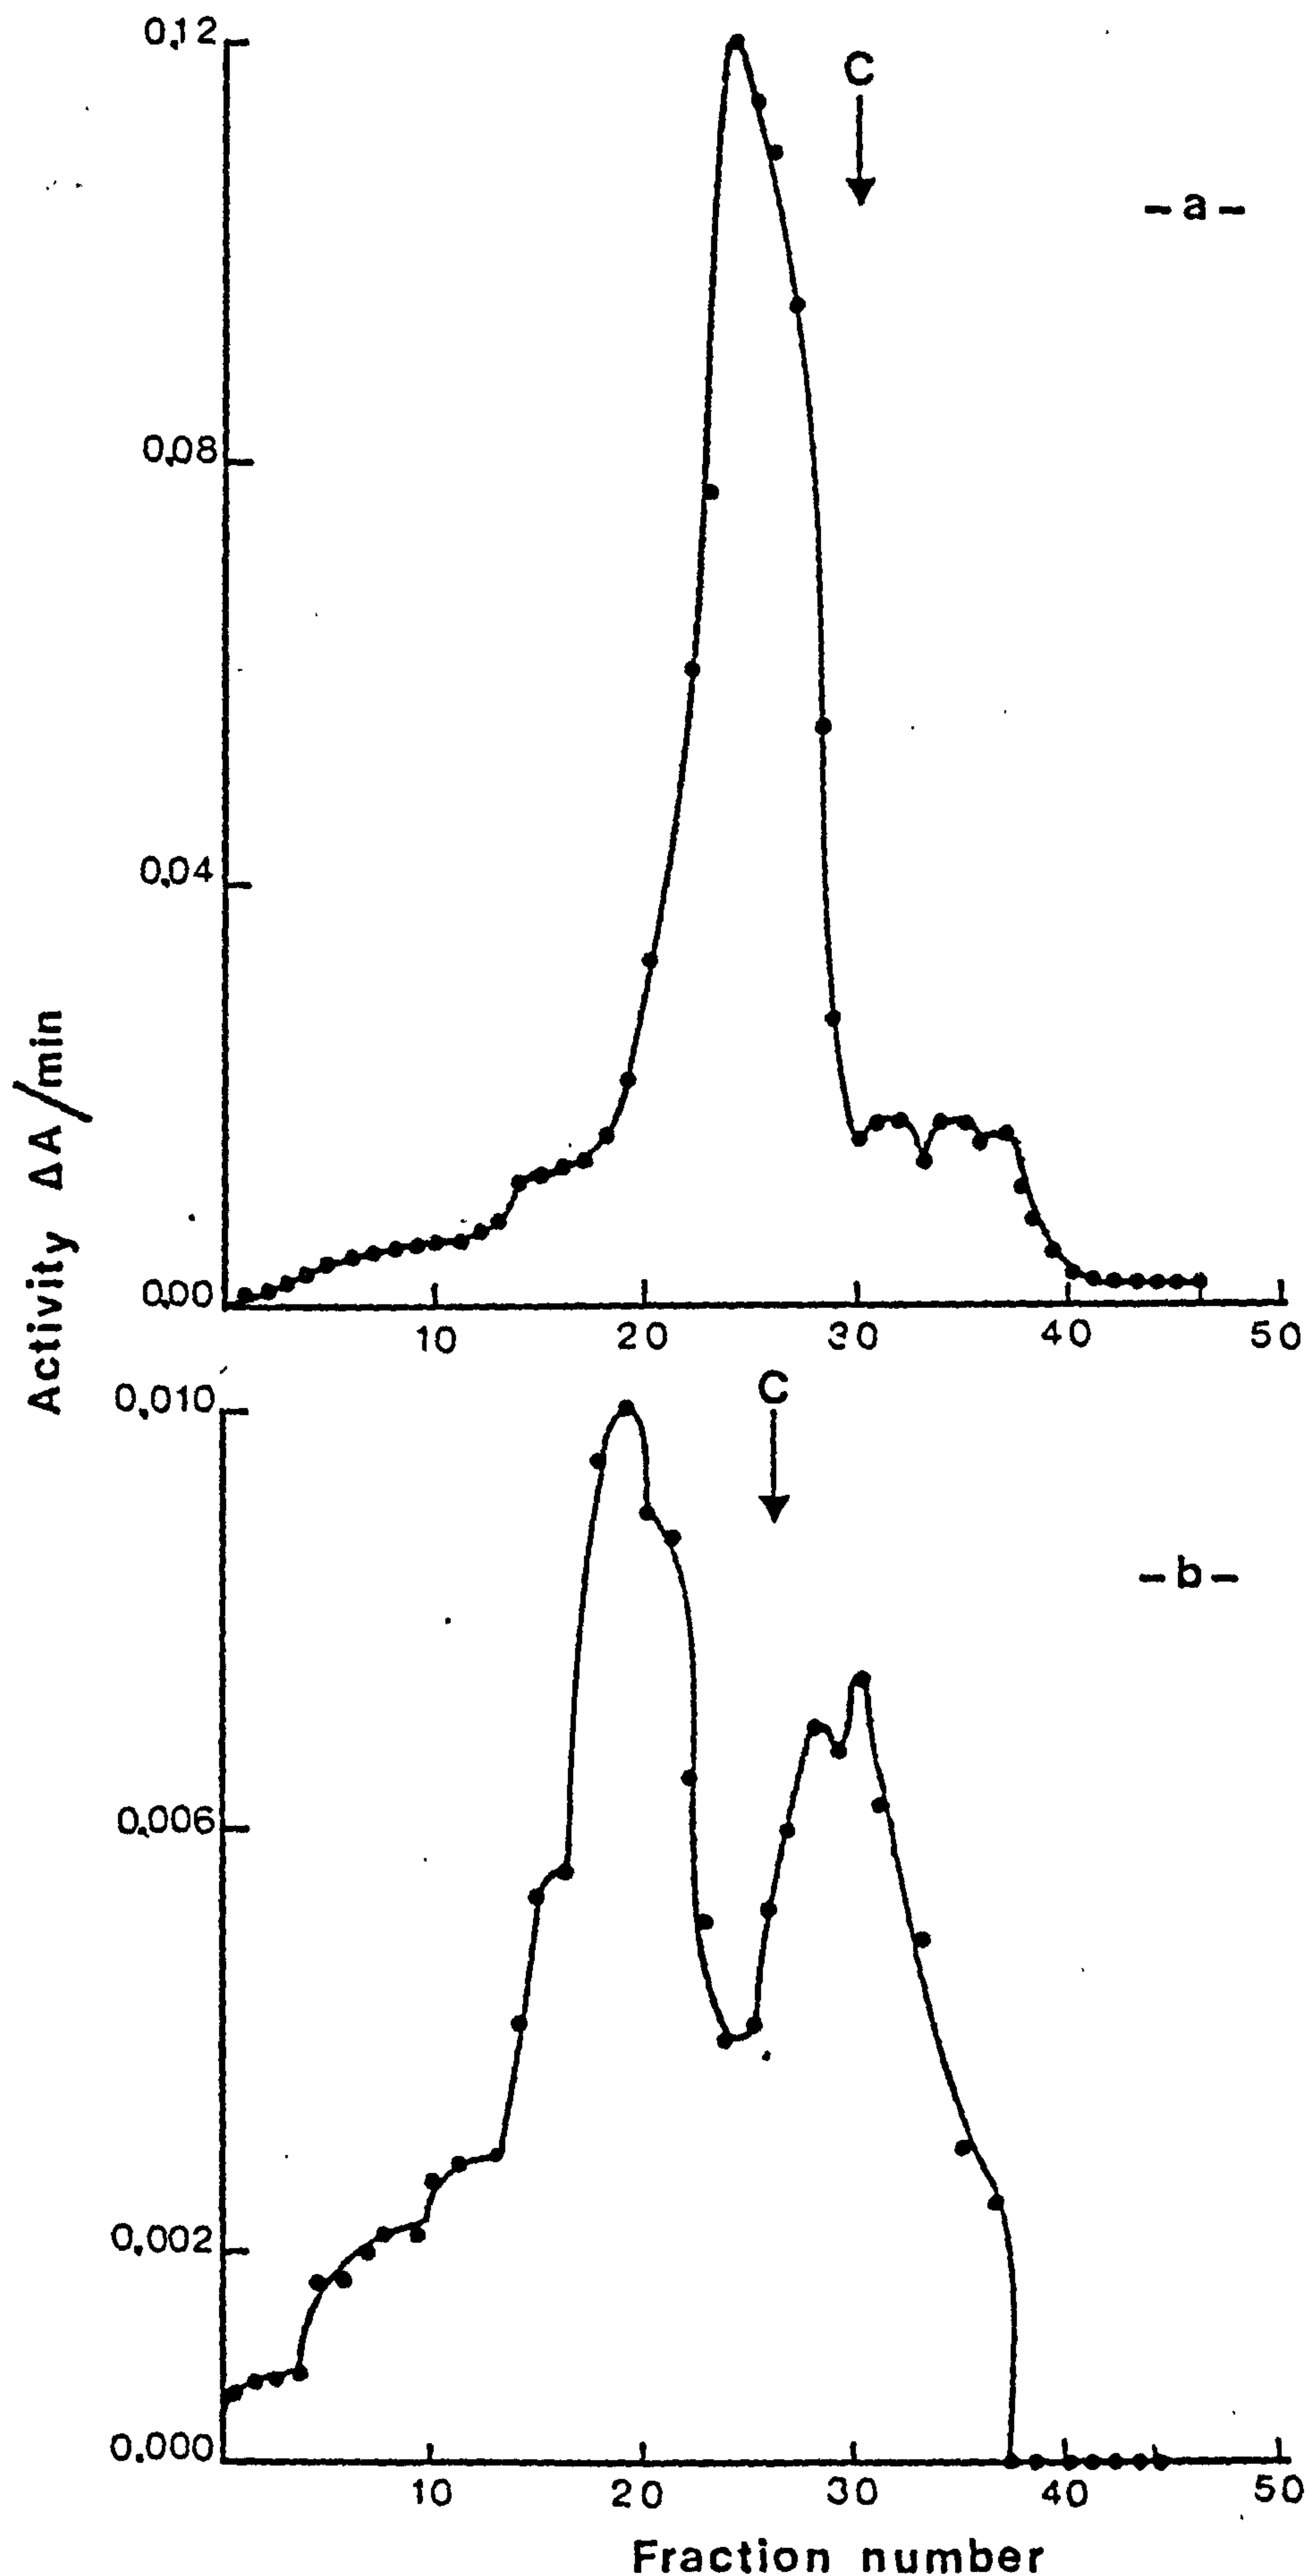 0.12
C
-a-
0.08
0.04
0.00
10 20 30 40 50
Activity ΔA/min
0.010
C
-b-
0.006
0.002
0.000
10 20 30 40 50
Fraction number